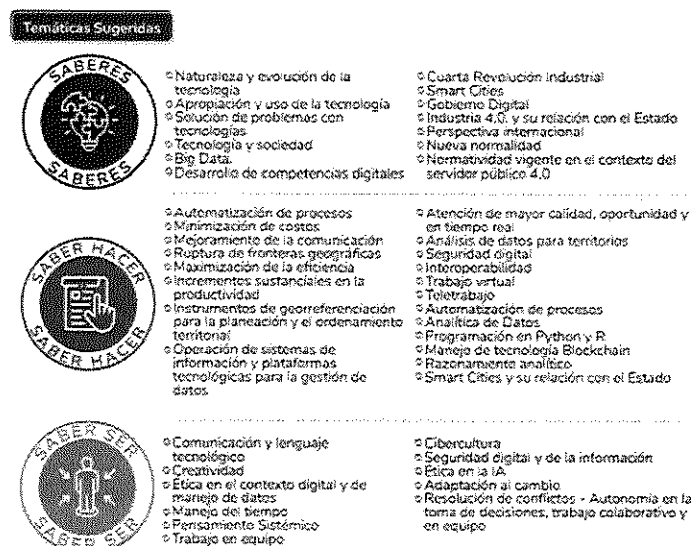 Temáticas Sugeridas
SABERES
SABERES
Naturaleza y evolución de la
tecnología
Apropiación y uso de la tecnología
Solución de problemas con
tecnologías
Tecnología y sociedad
Big Data.
Desarrollo de competencias digitales
Cuarta Revolución Industrial
Smart Cities
Gobierno Digital
Industria 4.0. y su relación con el Estado
Perspectiva internacional
Nueva normalidad
Normatividad vigente en el contexto del
servidor público 4.0
SABER HACER
SABER HACER
Automatización de procesos
Minimización de costos
Mejoramiento de la comunicación
Ruptura de fronteras geográficas
Maximización de la eficiencia
Incrementos sustanciales en la
productividad
Instrumentos de georreferenciación
para la planeación y el ordenamiento
territorial
Operación de sistemas de
información y plataformas
tecnológicas para la gestión de
datos
Atención de mayor calidad, oportunidad y
en tiempo real
Análisis de datos para territorios
Seguridad digital
Interoperabilidad
Trabajo virtual
Teletrabajo
Automatización de procesos
Analítica de Datos
Programación en Python y R
Manejo de tecnología Blockchain
Razonamiento analítico
Smart Cities y su relación con el Estado
SABER SER
SABER SER
Comunicación y lenguaje
tecnológico
Creatividad
Ética en el contexto digital y de
manejo de datos
Manejo del tiempo
Pensamiento Sistémico
Trabajo en equipo
Cibercultura
Seguridad digital y de la información
Ética en la IA
Adaptación al cambio
Resolución de conflictos - Autonomía en la
toma de decisiones, trabajo colaborativo y
en equipo